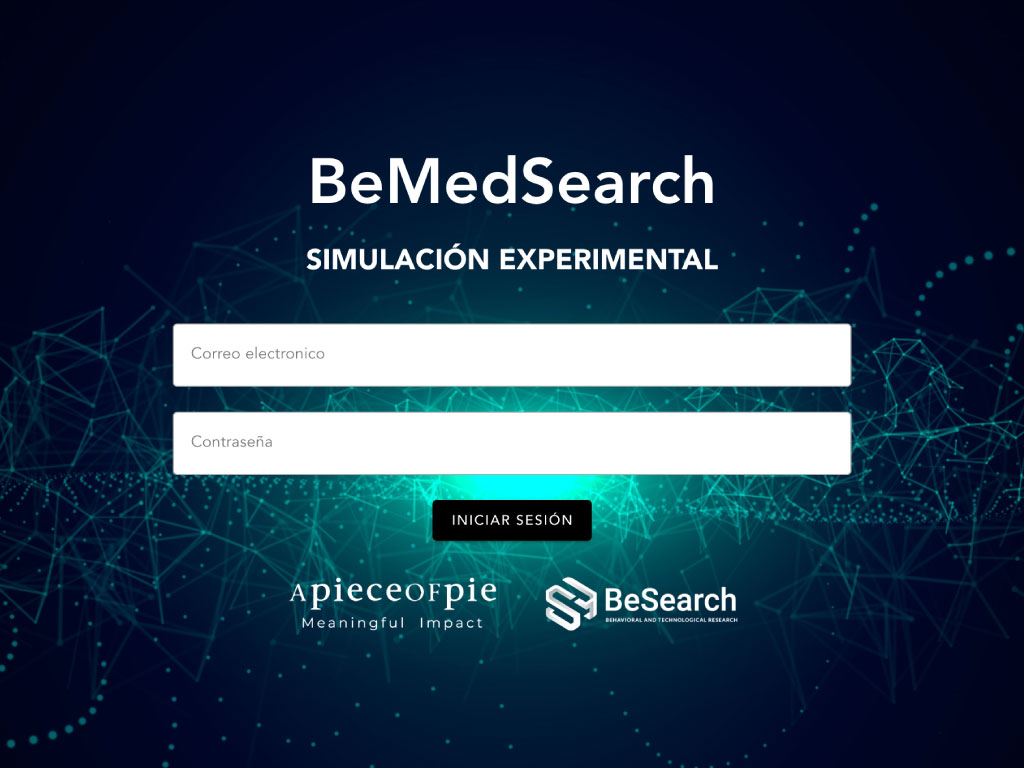 BeMedSearch
SIMULACIÓN EXPERIMENTAL
Correo electronico
Contraseña
INICIAR SESIÓN
APIECEOFPIE
Meaningful Impact
BeSearch
BEHAVIORAL AND TECHNOLOGICAL RESEARCH